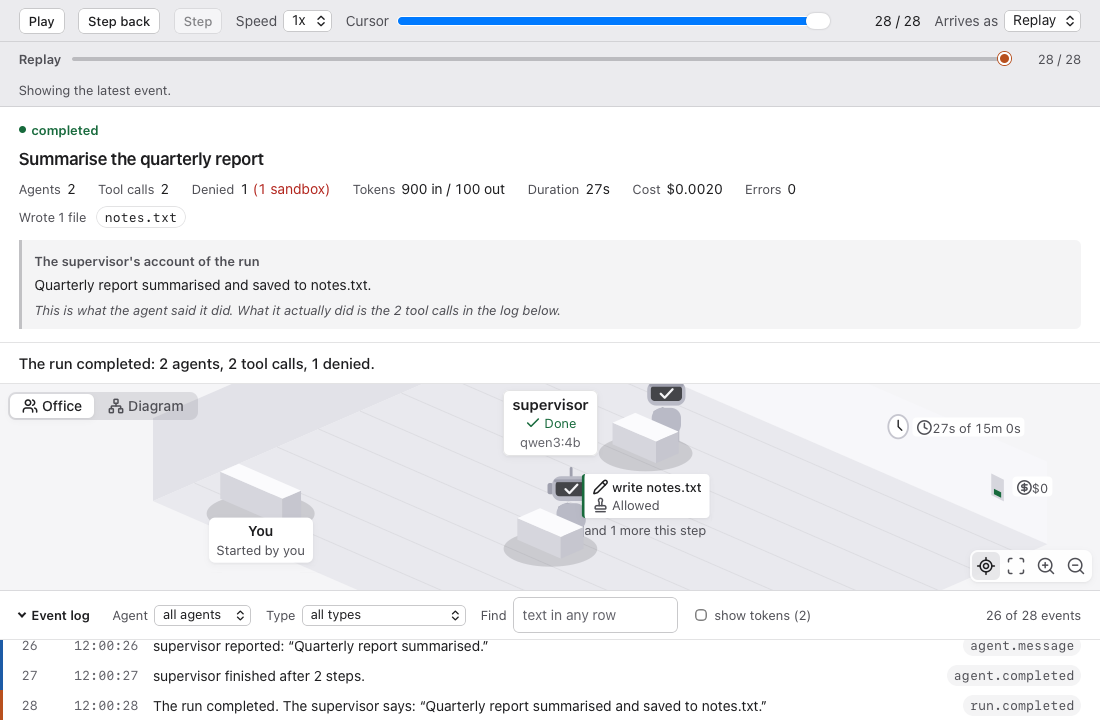 Play Step back Step Speed 1x Cursor 28 / 28 Arrives as Replay
Replay 28 / 28
Showing the latest event.
completed
Summarise the quarterly report
Agents 2 Tool calls 2 Denied 1 (1 sandbox) Tokens 900 in / 100 out Duration 27s Cost $0.0020 Errors 0
Wrote 1 file notes.txt
The supervisor's account of the run
Quarterly report summarised and saved to notes.txt.
This is what the agent said it did. What it actually did is the 2 tool calls in the log below.
The run completed: 2 agents, 2 tool calls, 1 denied.
Office Diagram
supervisor
Done
qwen3:4b
27s of 15m 0s
write notes.txt
Allowed
and 1 more this step
$0
You
Started by you
Event log Agent all agents Type all types Find text in any row show tokens (2) 26 of 28 events
26 12:00:26 supervisor reported: “Quarterly report summarised.” agent.message
27 12:00:27 supervisor finished after 2 steps. agent.completed
28 12:00:28 The run completed. The supervisor says: “Quarterly report summarised and saved to notes.txt.” run.completed